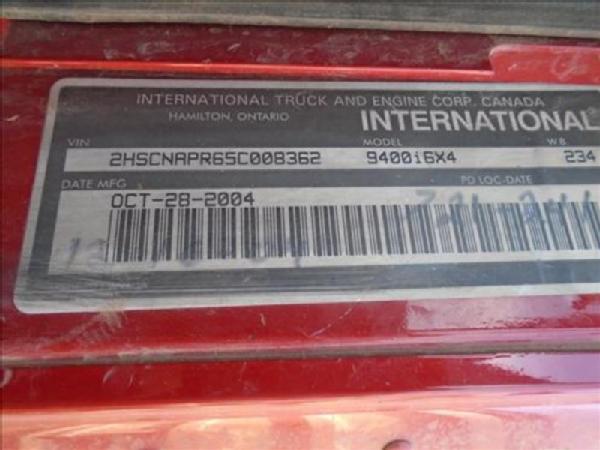 INTERNATIONAL TRUCK AND ENGINE CORP. CANADA
HAMILTON, ONTARIO INTERNATIONAL
VIN MODEL W.B.
2HSCNAPR65C008362 9400i6X4 234
DATE MFG PD LOC-DATE
OCT-28-2004